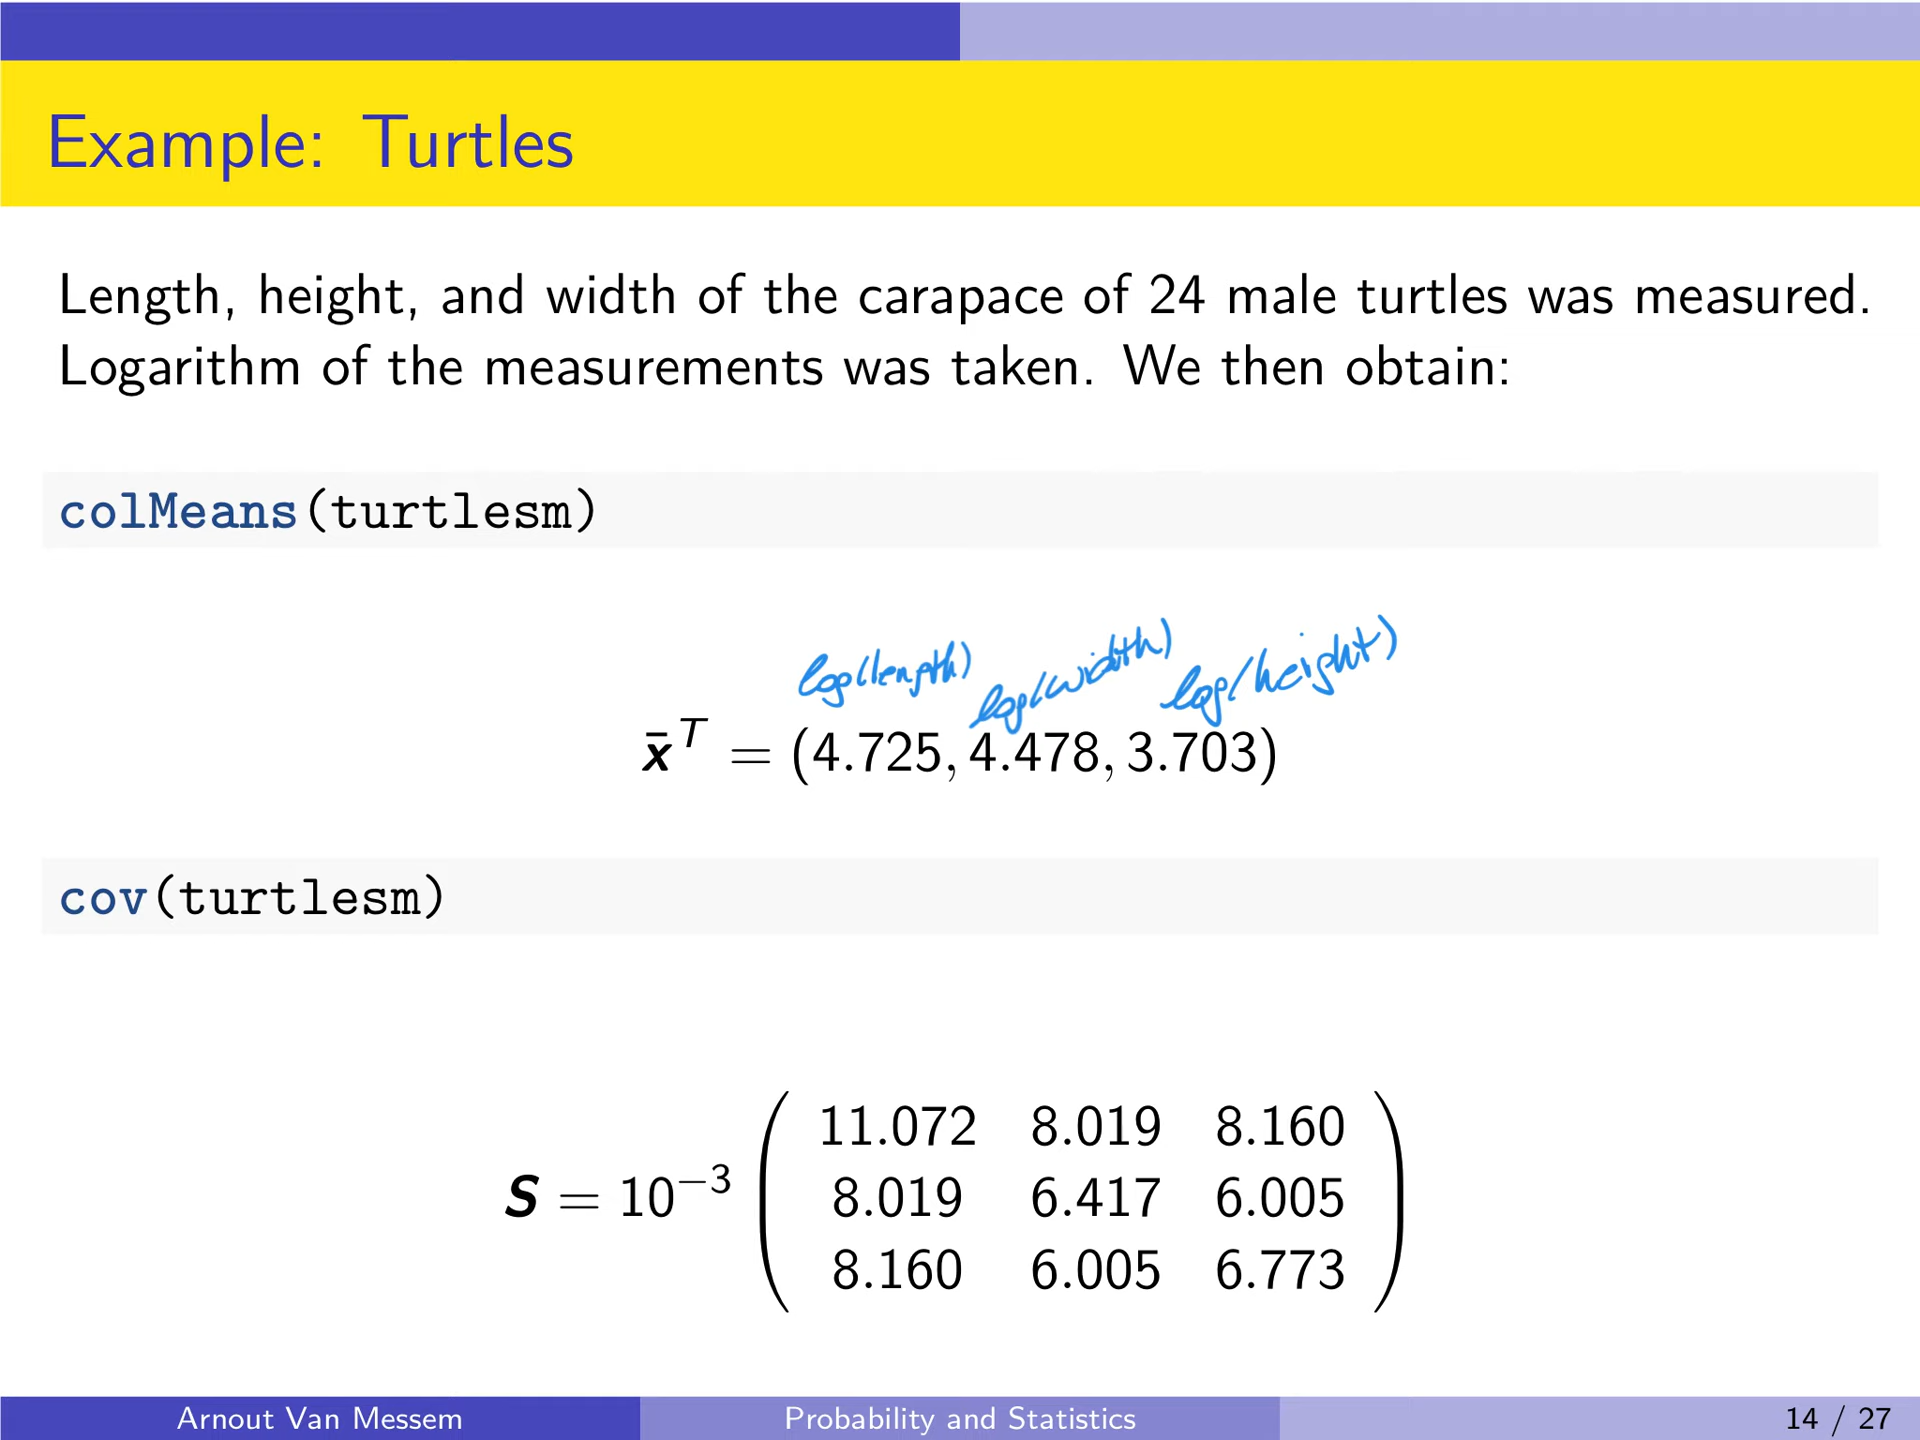 Example: Turtles
Length, height, and width of the carapace of 24 male turtles was measured.
Logarithm of the measurements was taken. We then obtain:
colMeans(turtlesm)
log(length) log(width) log(height)
x̄ᵀ = (4.725, 4.478, 3.703)
cov(turtlesm)
S = 10⁻³ ( 11.072 8.019 8.160
8.019 6.417 6.005
8.160 6.005 6.773 )
Arnout Van Messem Probability and Statistics 14 / 27